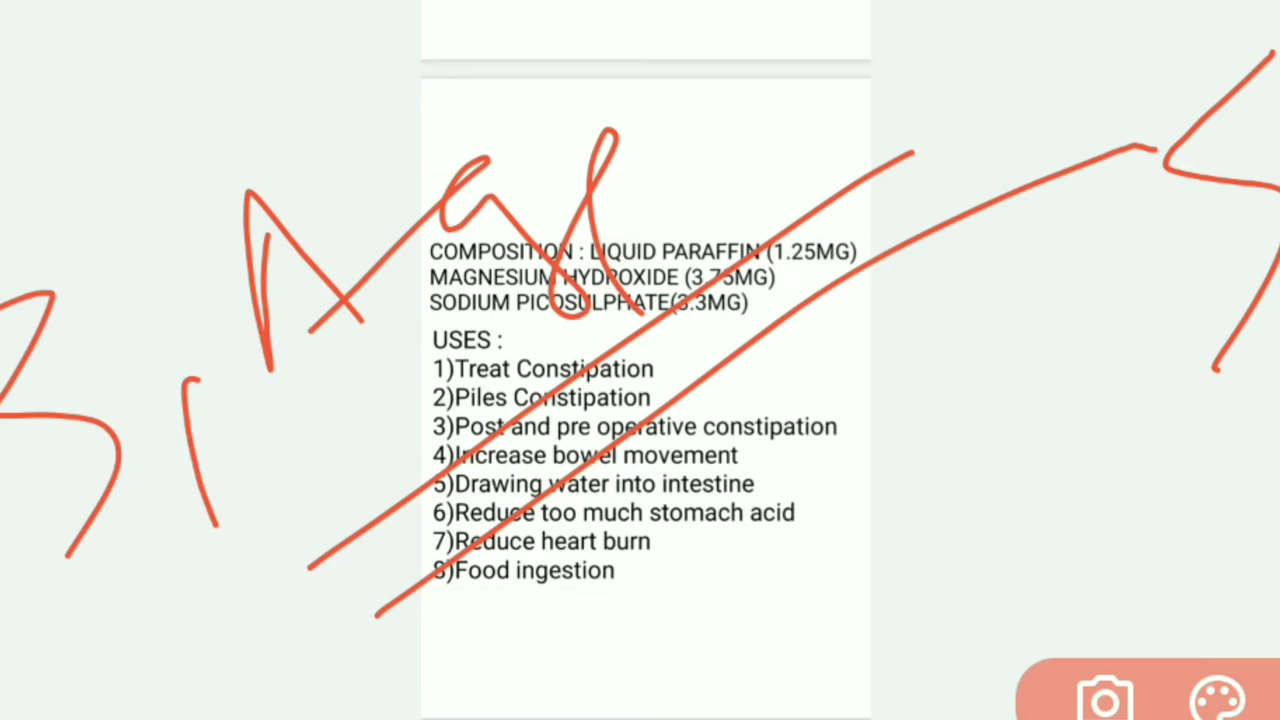 COMPOSITION : LIQUID PARAFFIN (1.25MG)
MAGNESIUM HYDROXIDE (3.75MG)
SODIUM PICOSULPHATE(3.3MG)
USES :
1)Treat Constipation
2)Piles Constipation
3)Post and pre operative constipation
4)Increase bowel movement
5)Drawing water into intestine
6)Reduce too much stomach acid
7)Reduce heart burn
8)Food ingestion